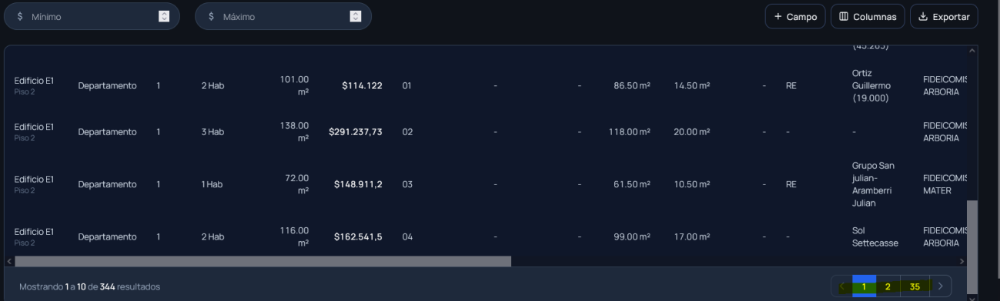 $ Mínimo
$ Máximo
+ Campo
Columnas
Exportar
(45.265)
Edificio E1
Piso 2
Departamento
1
2 Hab
101.00
m²
$114.122
01
-
-
86.50 m²
14.50 m²
-
RE
Ortiz
Guillermo
(19.000)
FIDEICOMIS
ARBORIA
Edificio E1
Piso 2
Departamento
1
3 Hab
138.00
m²
$291.237,73
02
-
-
118.00 m²
20.00 m²
-
-
-
FIDEICOMIS
ARBORIA
Edificio E1
Piso 2
Departamento
1
1 Hab
72.00
m²
$148.911,2
03
-
-
61.50 m²
10.50 m²
-
RE
Grupo San
julian-
Aramberri
Julian
FIDEICOMIS
MATER
Edificio E1
Piso 2
Departamento
1
2 Hab
116.00
m²
$162.541,5
04
-
-
99.00 m²
17.00 m²
-
-
Sol
Settecasse
FIDEICOMIS
ARBORIA
Mostrando 1 a 10 de 344 resultados
< 1 2 35 >